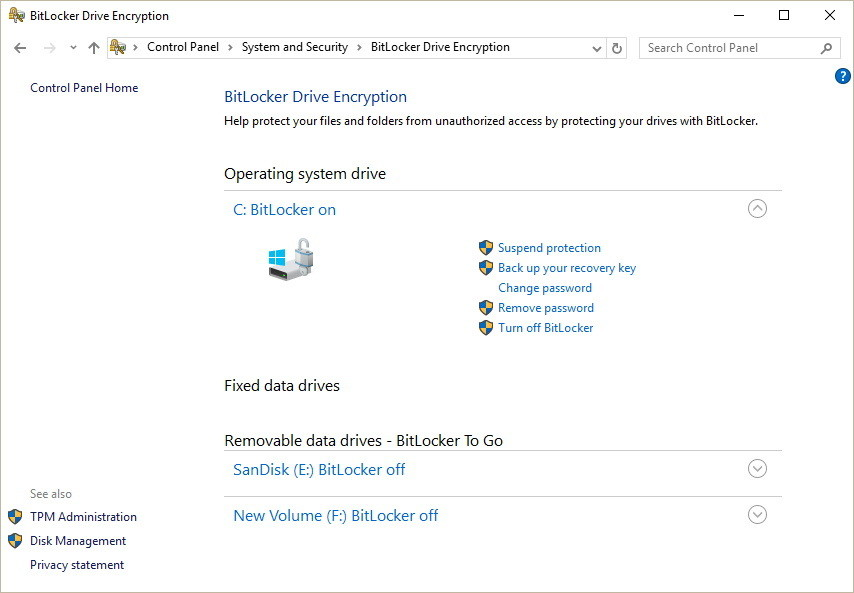 BitLocker Drive Encryption
Control Panel > System and Security > BitLocker Drive Encryption
Search Control Panel
?
Control Panel Home
BitLocker Drive Encryption
Help protect your files and folders from unauthorized access by protecting your drives with BitLocker.
Operating system drive
C: BitLocker on
Suspend protection
Back up your recovery key
Change password
Remove password
Turn off BitLocker
Fixed data drives
Removable data drives - BitLocker To Go
SanDisk (E:) BitLocker off
New Volume (F:) BitLocker off
See also
TPM Administration
Disk Management
Privacy statement